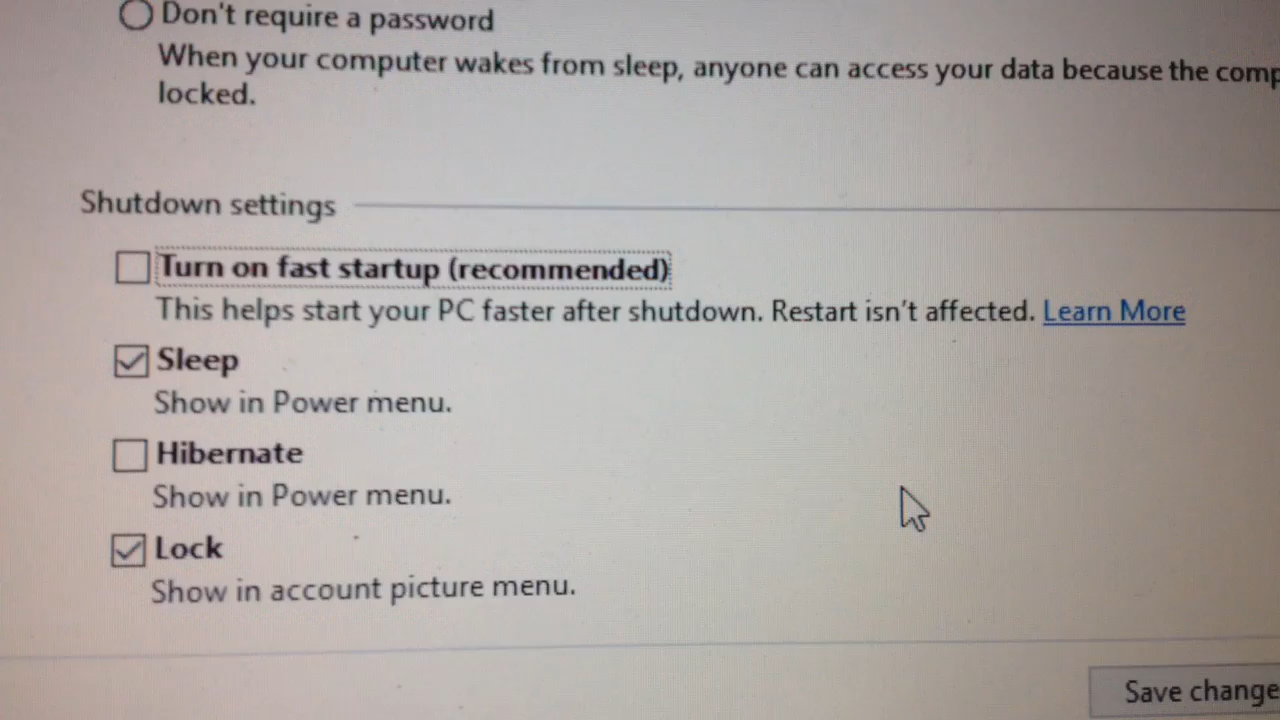 Don't require a password
When your computer wakes from sleep, anyone can access your data because the
locked.
Shutdown settings
Turn on fast startup (recommended)
This helps start your PC faster after shutdown. Restart isn't affected. Learn More
Sleep
Show in Power menu.
Hibernate
Show in Power menu.
Lock
Show in account picture menu.
Save change